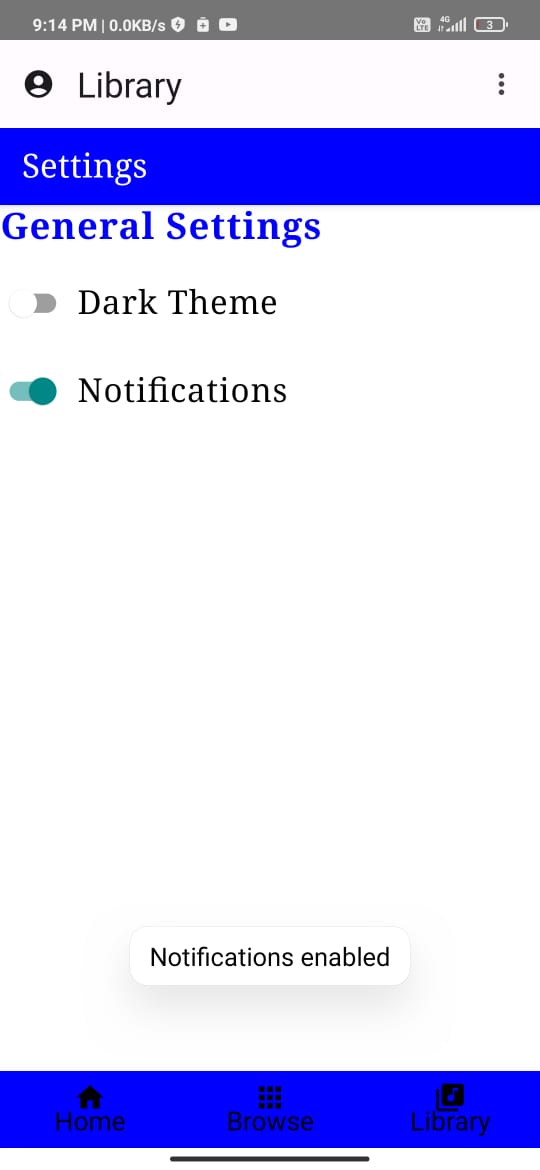 9:14 PM | 0.0KB/s
Vo LTE 4G 3
Library
Settings
General Settings
Dark Theme
Notifications
Notifications enabled
Home Browse Library